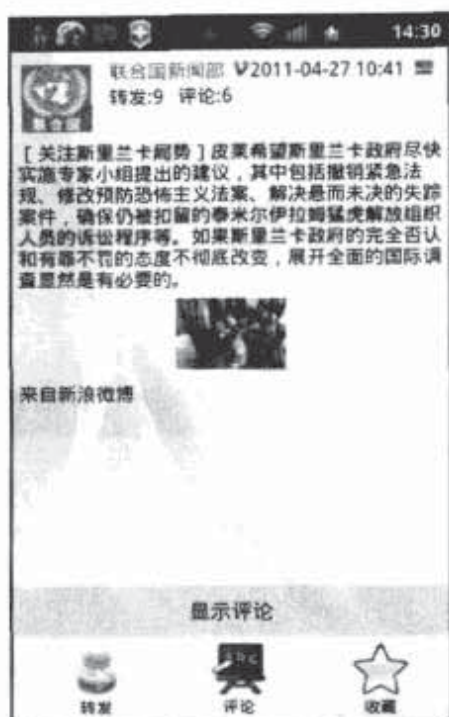 14:30
联合国新闻部 V2011-04-27 10:41
转发:9 评论:6
联合国
[ 关注斯里兰卡局势 ] 皮莱希望斯里兰卡政府尽快
实施专家小组提出的建议，其中包括撤销紧急法
规、修改预防恐怖主义法案、解决悬而未决的失踪
案件，确保仍被扣留的泰米尔伊拉姆猛虎解放组织
人员的诉讼程序等。如果斯里兰卡政府的完全否认
和有罪不罚的态度不彻底改变，展开全面的国际调
查显然是有必要的。
来自新浪微博
显示评论
abc
转发 评论 收藏